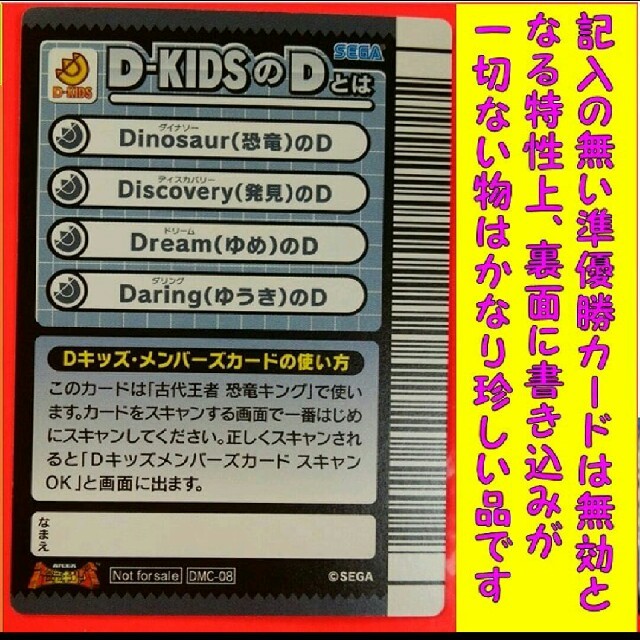 D-KIDS
D-KIDSのDとは
SEGA
ダイナソー
Dinosaur(恐竜)のD
ディスカバリー
Discovery(発見)のD
ドリーム
Dream(ゆめ)のD
ダリング
Daring(ゆうき)のD
Dキッズ・メンバーズカードの使い方
このカードは「古代王者 恐竜キング」で使い
ます。カードをスキャンする画面で一番はじめ
にスキャンしてください。正しくスキャンされ
ると「Dキッズメンバーズカード スキャン
OK」と画面に出ます。
なまえ
古代王者
恐竜キング
Not for sale
DMC-08
©SEGA
記入の無い準優勝カードは無効と
なる特性上、裏面に書き込みが
一切ない物はかなり珍しい品です